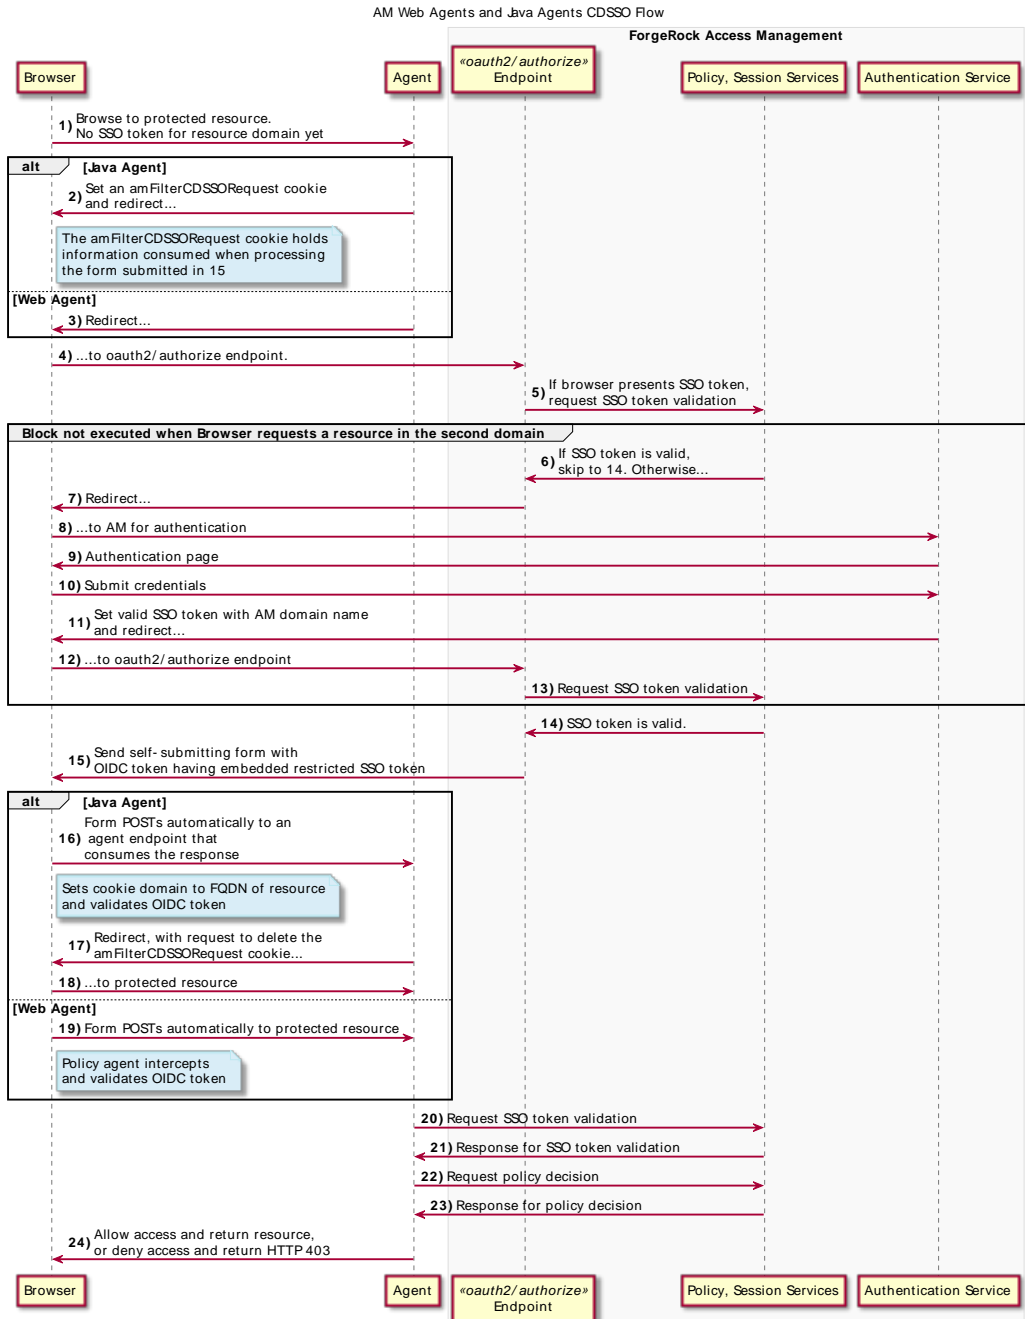 AM Web Agents and Java Agents CDSSO Flow
ForgeRock Access Management
Browser
Agent
«oauth2/authorize»
Endpoint
Policy, Session Services
Authentication Service
1) Browse to protected resource.
No SSO token for resource domain yet
alt [Java Agent]
2) Set an amFilterCDSSORequest cookie
and redirect...
The amFilterCDSSORequest cookie holds
information consumed when processing
the form submitted in 15
[Web Agent]
3) Redirect...
4) ...to oauth2/authorize endpoint.
5) If browser presents SSO token,
request SSO token validation
Block not executed when Browser requests a resource in the second domain
6) If SSO token is valid,
skip to 14. Otherwise...
7) Redirect...
8) ...to AM for authentication
9) Authentication page
10) Submit credentials
11) Set valid SSO token with AM domain name
and redirect...
12) ...to oauth2/authorize endpoint
13) Request SSO token validation
14) SSO token is valid.
15) Send self-submitting form with
OIDC token having embedded restricted SSO token
alt [Java Agent]
16) Form POSTs automatically to an
agent endpoint that
consumes the response
Sets cookie domain to FQDN of resource
and validates OIDC token
17) Redirect, with request to delete the
amFilterCDSSORequest cookie...
18) ...to protected resource
[Web Agent]
19) Form POSTs automatically to protected resource
Policy agent intercepts
and validates OIDC token
20) Request SSO token validation
21) Response for SSO token validation
22) Request policy decision
23) Response for policy decision
24) Allow access and return resource,
or deny access and return HTTP 403
Browser
Agent
«oauth2/authorize»
Endpoint
Policy, Session Services
Authentication Service